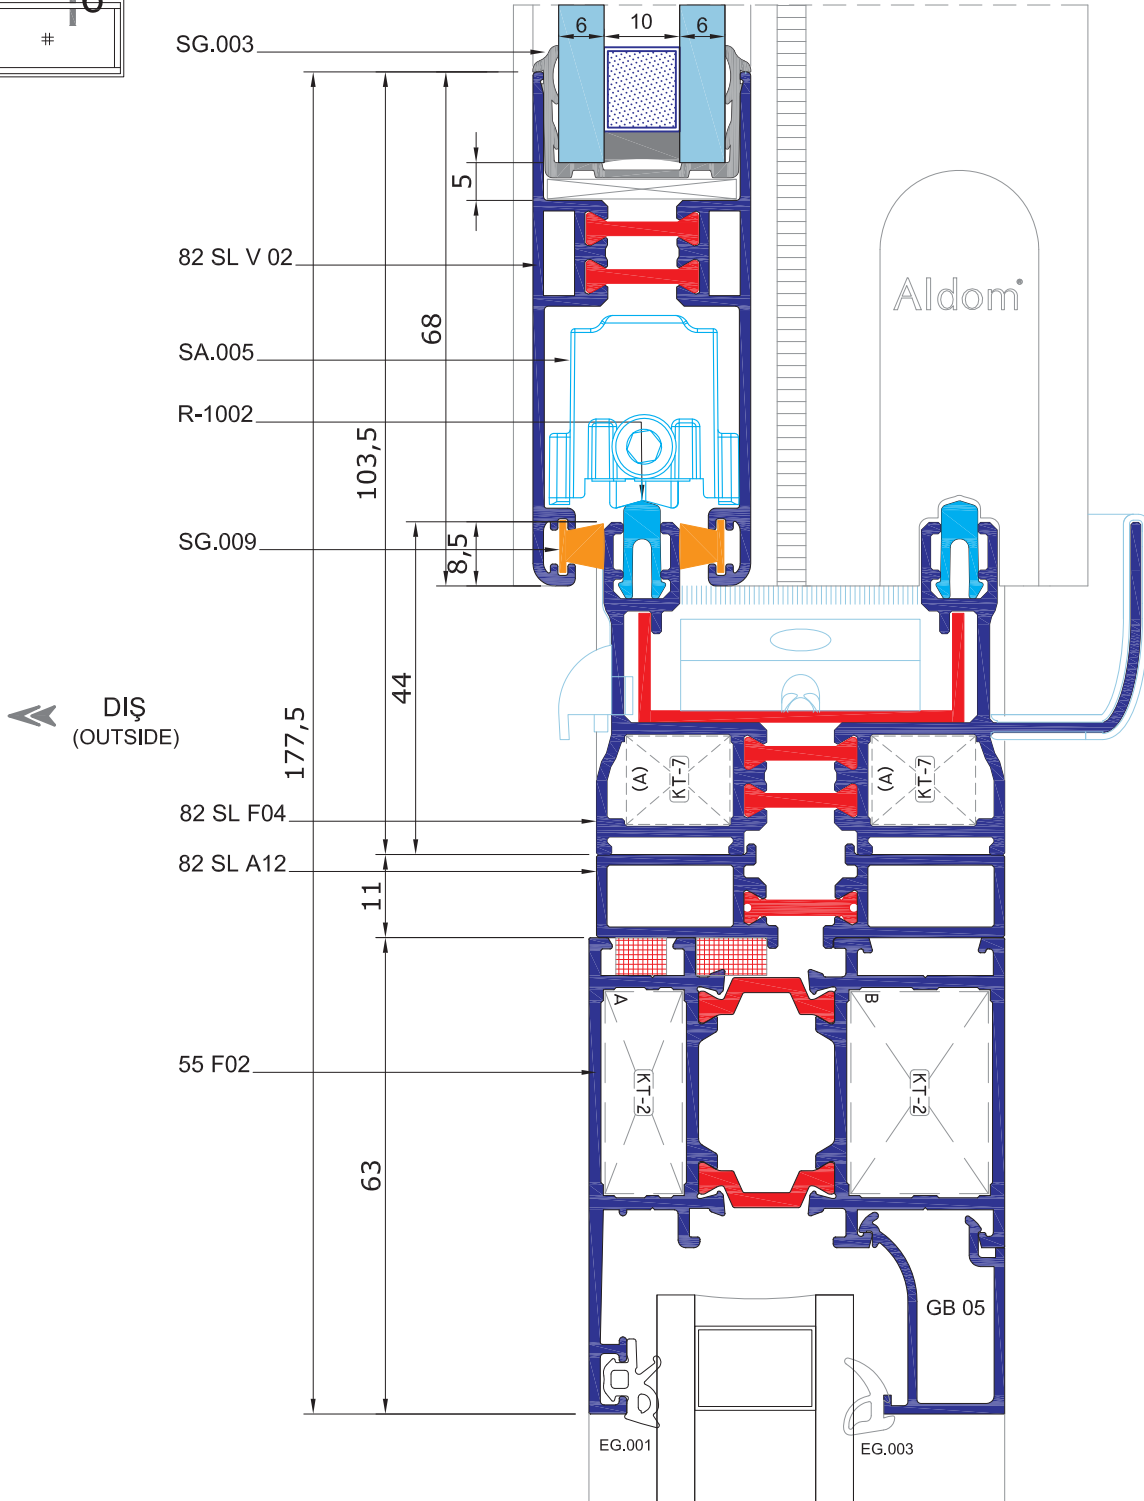 #
SG.003
6
10
6
5
82 SL V 02
68
Aldom
SA.005
R-1002
103,5
SG.009
8,5
44
DIŞ
(OUTSIDE)
177,5
(A)
KT-7
(A)
KT-7
82 SL F04
82 SL A12
11
A
B
55 F02
KT-2
KT-2
63
GB 05
EG.001
EG.003